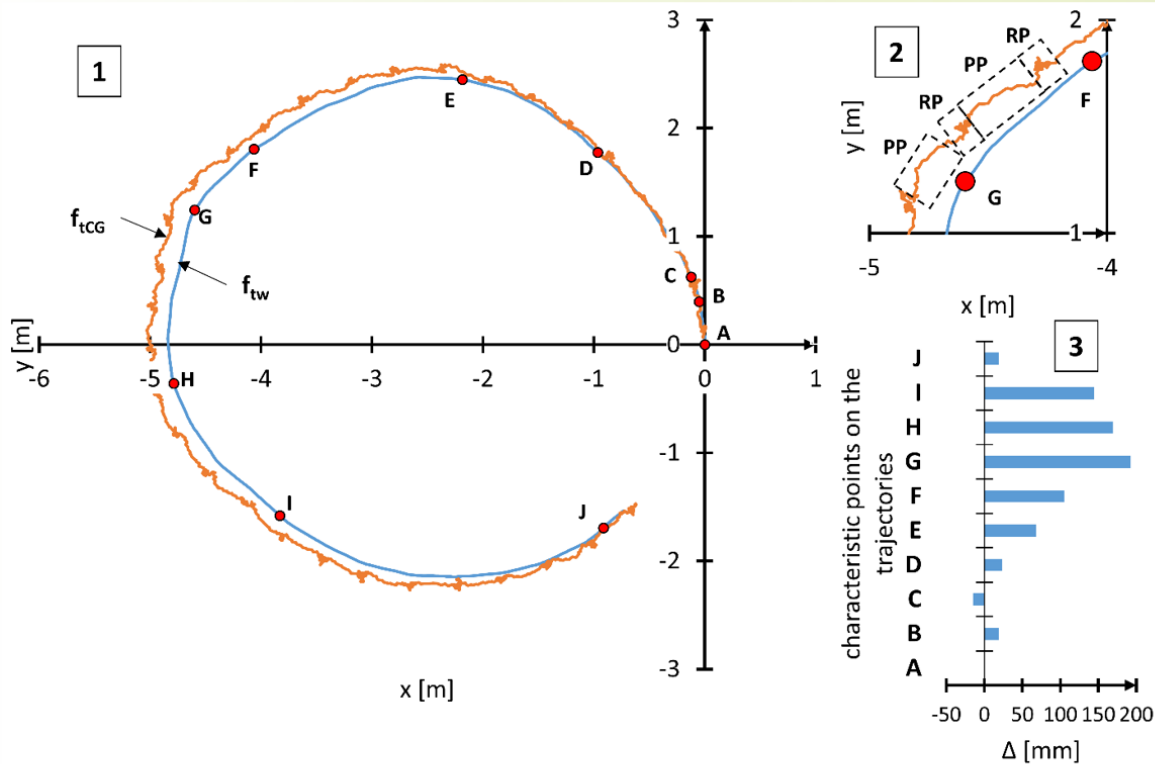 1
3
2
1
0
-1
-2
-3
-6
-5
-4
-3
-2
-1
0
1
y [m]
x [m]
A
B
C
D
E
F
G
H
I
J
f_tCG
f_tw
2
2
1
-5
-4
y [m]
x [m]
RP
PP
RP
PP
F
G
3
characteristic points on the
trajectories
J
I
H
G
F
E
D
C
B
A
-50 0 50 100 150 200
Δ [mm]